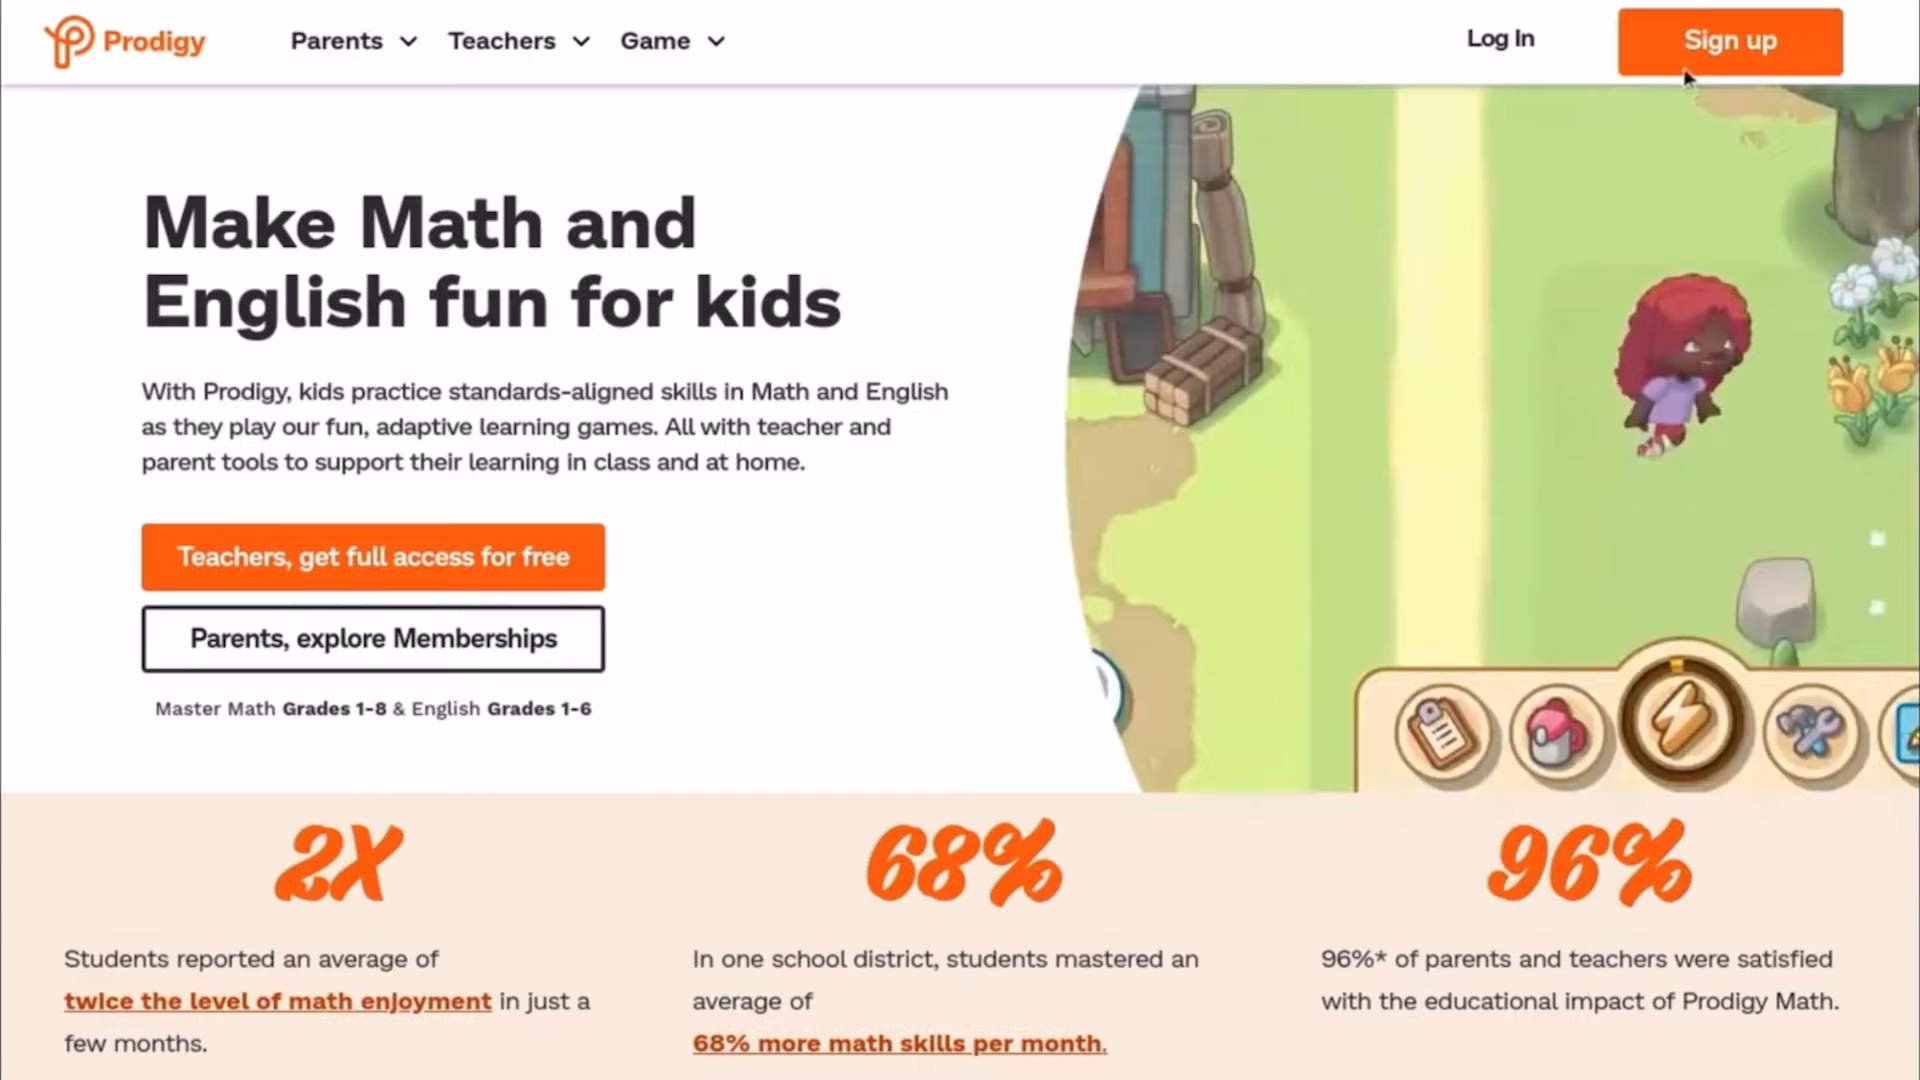 Prodigy
Parents
Teachers
Game
Log In
Sign up
Make Math and
English fun for kids
With Prodigy, kids practice standards-aligned skills in Math and English
as they play our fun, adaptive learning games. All with teacher and
parent tools to support their learning in class and at home.
Teachers, get full access for free
Parents, explore Memberships
Master Math Grades 1-8 & English Grades 1-6
2X
Students reported an average of
twice the level of math enjoyment in just a
few months.
68%
In one school district, students mastered an
average of
68% more math skills per month.
96%
96%* of parents and teachers were satisfied
with the educational impact of Prodigy Math.